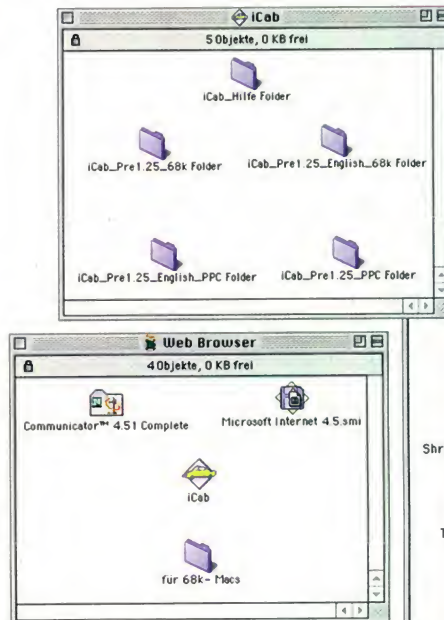 iCab
5 Objekte, 0 KB frei
iCab_Hilfe Folder
iCab_Pre1.25_68k Folder
iCab_Pre1.25_English_68k Folder
iCab_Pre1.25_English_PPC Folder
iCab_Pre1.25_PPC Folder
Web Browser
4 Objekte, 0 KB frei
Communicator™ 4.51 Complete
Microsoft Internet 4.5.smi
iCab
für 68k- Macs
Shr